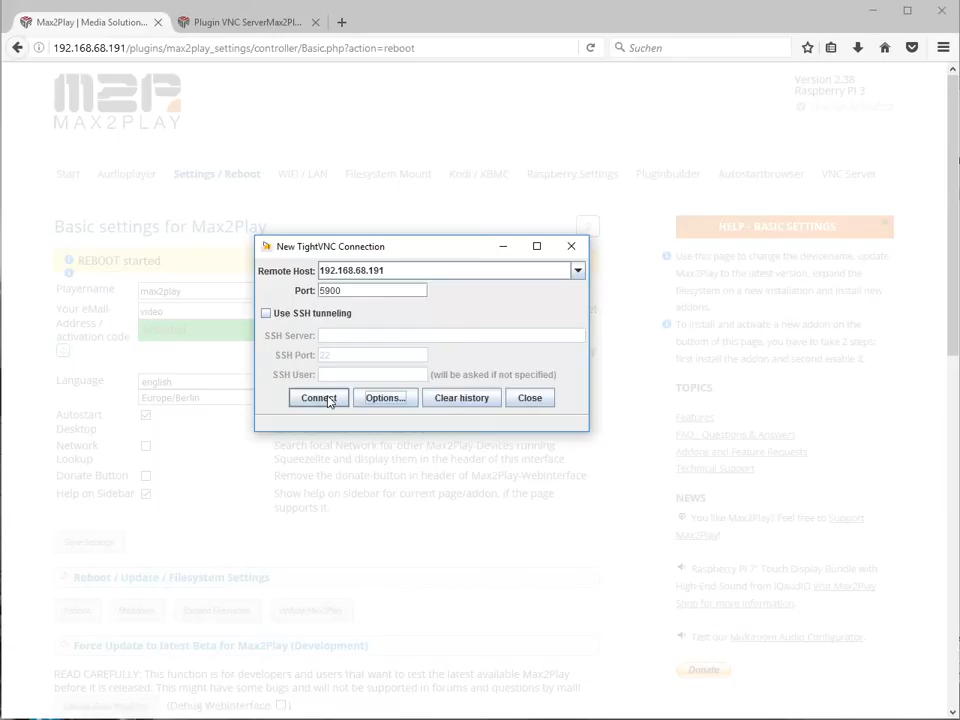 Max2Play | Media Solution...
Plugin VNC ServerMax2Pl...
192.168.68.191/plugins/max2play_settings/controller/Basic.php?action=reboot
Suchen
M2P
MAX2PLAY
Version 2.38
Raspberry PI 3
Start
Audioplayer
Settings / Reboot
WiFi / LAN
Filesystem Mount
Kodi / XBMC
Raspberry Settings
Pluginbuilder
Autostartbrowser
VNC Server
Basic settings for Max2Play
REBOOT started
Playername
max2play
Your eMail
Address /
activation code
video
Language
english
Europe/Berlin
Autostart
Desktop
Network
Lookup
Search local Network for other Max2Play-Devices running
Squeezelite and display them in the header of this interface
Donate Button
Remove the donate-button in header of Max2Play-Webinterface
Help on Sidebar
Show help on sidebar for current page/addon, if the page
supports it.
Save Settings
Reboot / Update / Filesystem Settings
Reboot
Shutdown
Expand Filesystem
Update Max2Play
Force Update to latest Beta for Max2Play (Development)
READ CAREFULLY: This function is for developers and users that want to test the latest available Max2Play
before it is released. This might have some bugs and will not be supported in forums and questions by mail!
(Debug Webinterface
)
New TightVNC Connection
Remote Host:
192.168.68.191
Port:
5900
Use SSH tunneling
SSH Server:
SSH Port:
22
SSH User:
(will be asked if not specified)
Connect
Options...
Clear history
Close
HELP - BASIC SETTINGS
Use this page to change the
devicename, update
Max2Play to the latest version, expand the
filesystem on a new installation and install new
addons.
To install and activate a new addon on the
bottom of this page, you have to take 2 steps:
first install the addon and second enable it.
TOPICS
Features
FAQ - Questions & Answers
Addons and Feature Requests
Technical Support
NEWS
You like Max2Play? Feel free to Support
Max2Play!
Raspberry PI 7" Touch Display Bundle with
High-End Sound from IQaudIO Visit Max2Play
Shop for more information.
Test our Multiroom Audio Configurator.
Donate